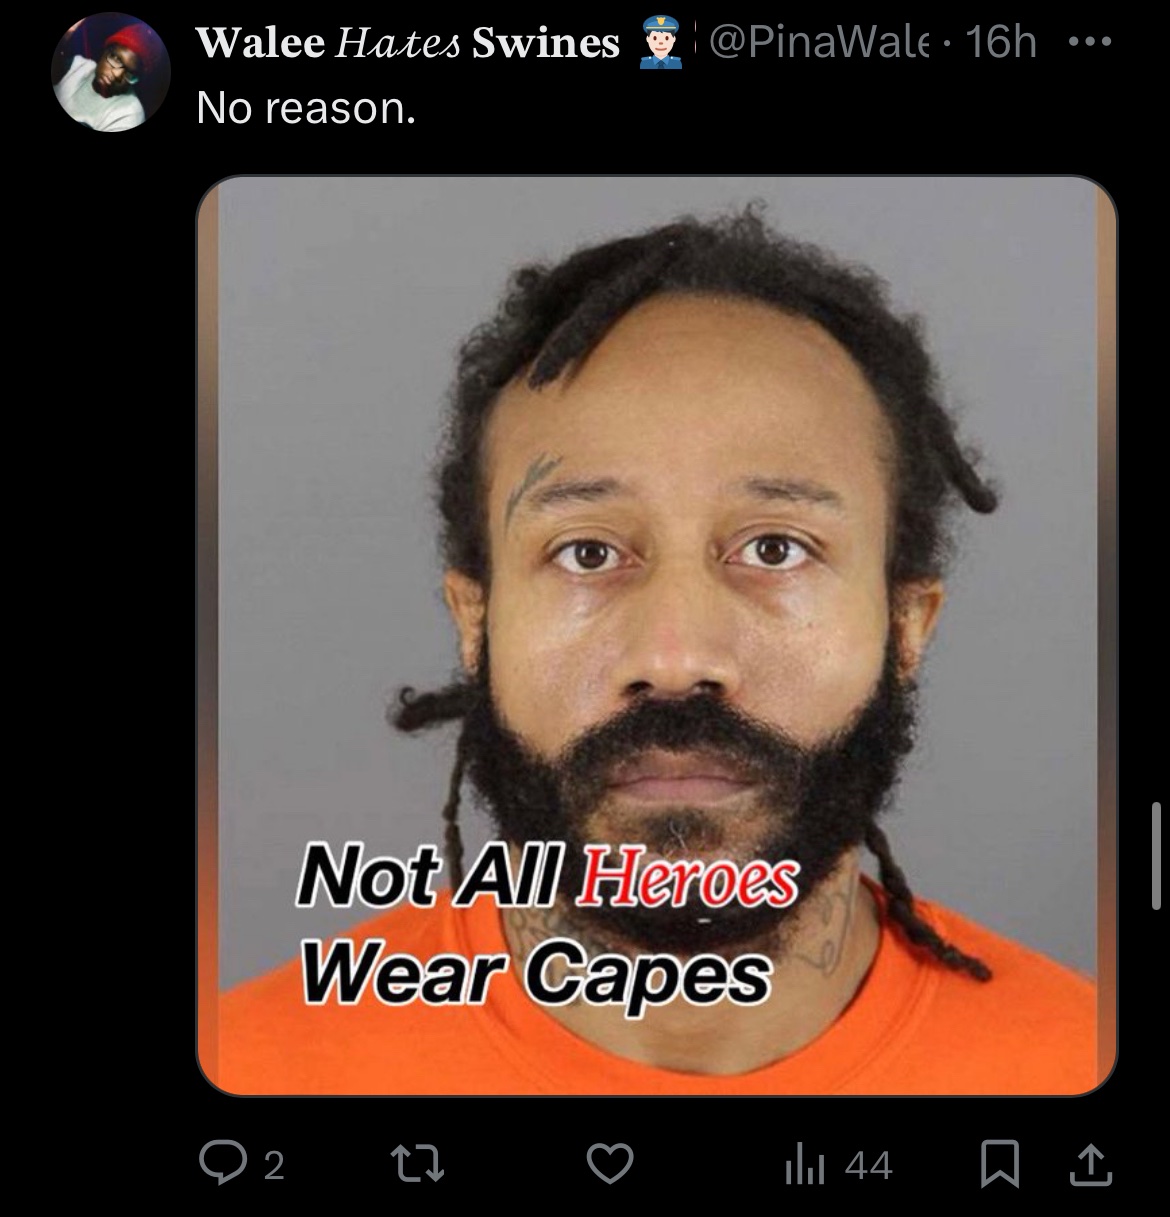 Walee Hates Swines 👮🏻‍♂️ @PinaWale · 16h
No reason.
Not All Heroes
Wear Capes
2
44